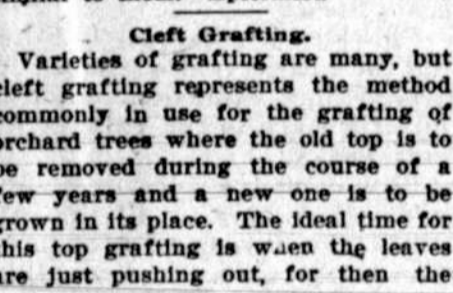 Cleft Grafting.
Varieties of grafting are many, but
cleft grafting represents the method
commonly in use for the grafting of
orchard trees where the old top is to
be removed during the course of a
few years and a new one is to be
grown in its place. The ideal time for
this top grafting is when the leaves
are just pushing out, for then the